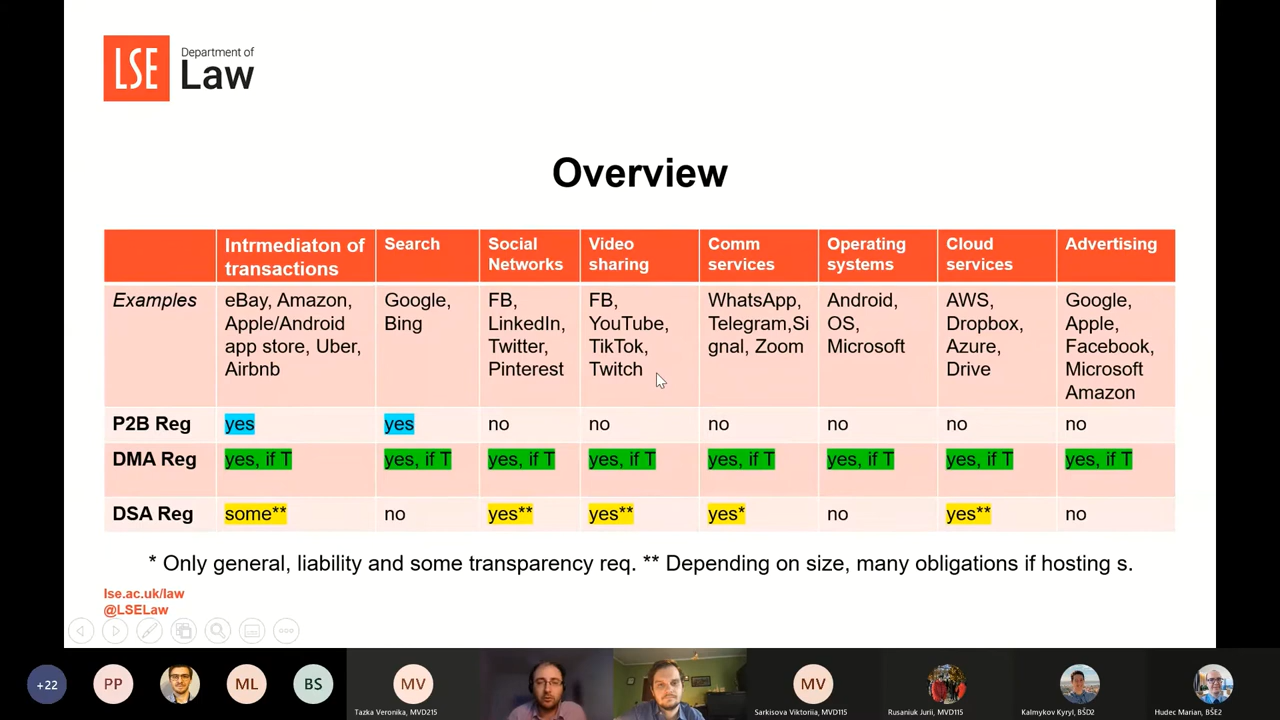 LSE
Department of
Law
Overview
Intrmediaton of transactions
Search
Social Networks
Video sharing
Comm services
Operating systems
Cloud services
Advertising
Examples
eBay, Amazon,
Apple/Android
app store, Uber,
Airbnb
Google,
Bing
FB,
LinkedIn,
Twitter,
Pinterest
FB,
YouTube,
TikTok,
Twitch
WhatsApp,
Telegram,Si
gnal, Zoom
Android,
OS,
Microsoft
AWS,
Dropbox,
Azure,
Drive
Google,
Apple,
Facebook,
Microsoft
Amazon
P2B Reg yes yes no no no no no no
DMA Reg yes, if T yes, if T yes, if T yes, if T yes, if T yes, if T yes, if T yes, if T
DSA Reg some** no yes** yes** yes* no yes** no
* Only general, liability and some transparency req. ** Depending on size, many obligations if hosting s.
lse.ac.uk/law
@LSELaw
+22
PP
ML
BS
MV
Tazka Veronika, MVD215
MV
Sarkisova Viktoriia, MVD115
Rusaniuk Jurii, MVD115
Kalmykov Kyryl, BŠD2
Hudec Marian, BŠE2